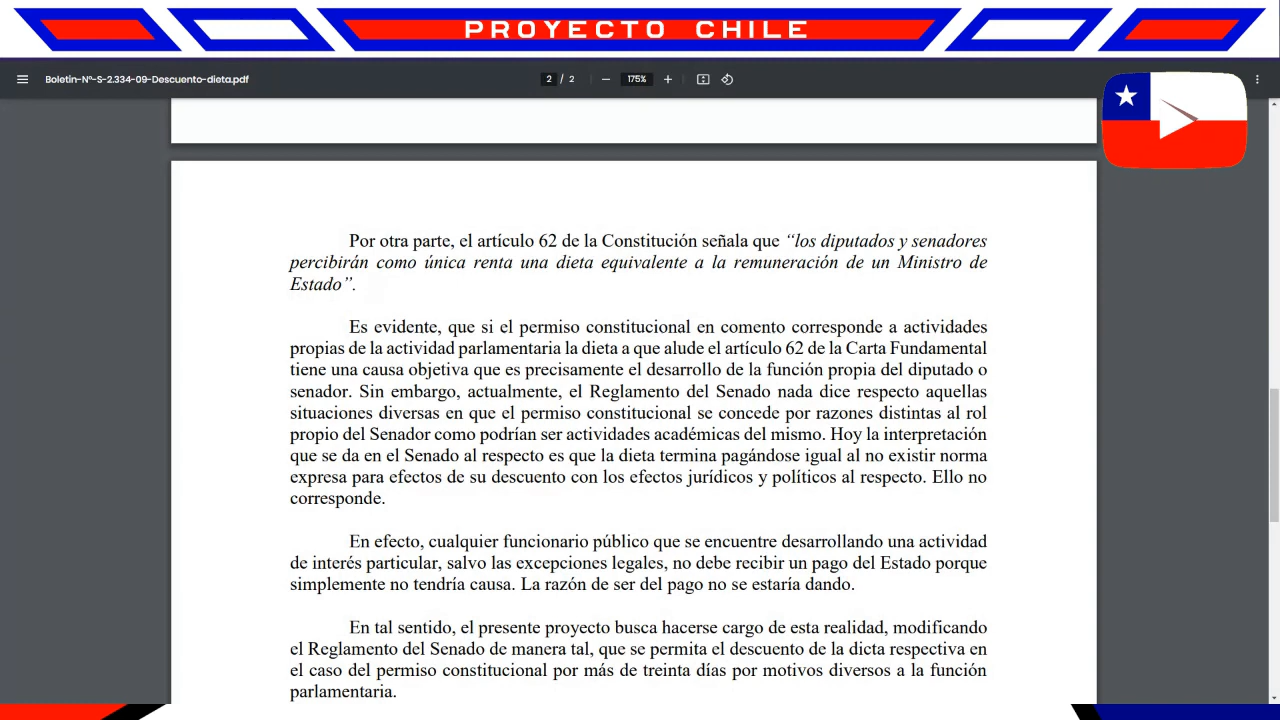 PROYECTO CHILE
Boletin-Nº-S-2.334-09-Descuento-dieta.pdf
2 / 2
175%
Por otra parte, el artículo 62 de la Constitución señala que “los diputados y senadores
percibirán como única renta una dieta equivalente a la remuneración de un Ministro de
Estado”.
Es evidente, que si el permiso constitucional en comento corresponde a actividades
propias de la actividad parlamentaria la dieta a que alude el artículo 62 de la Carta Fundamental
tiene una causa objetiva que es precisamente el desarrollo de la función propia del diputado o
senador. Sin embargo, actualmente, el Reglamento del Senado nada dice respecto aquellas
situaciones diversas en que el permiso constitucional se concede por razones distintas al rol
propio del Senador como podrían ser actividades académicas del mismo. Hoy la interpretación
que se da en el Senado al respecto es que la dieta termina pagándose igual al no existir norma
expresa para efectos de su descuento con los efectos jurídicos y políticos al respecto. Ello no
corresponde.
En efecto, cualquier funcionario público que se encuentre desarrollando una actividad
de interés particular, salvo las excepciones legales, no debe recibir un pago del Estado porque
simplemente no tendría causa. La razón de ser del pago no se estaría dando.
En tal sentido, el presente proyecto busca hacerse cargo de esta realidad, modificando
el Reglamento del Senado de manera tal, que se permita el descuento de la dicta respectiva en
el caso del permiso constitucional por más de treinta días por motivos diversos a la función
parlamentaria.